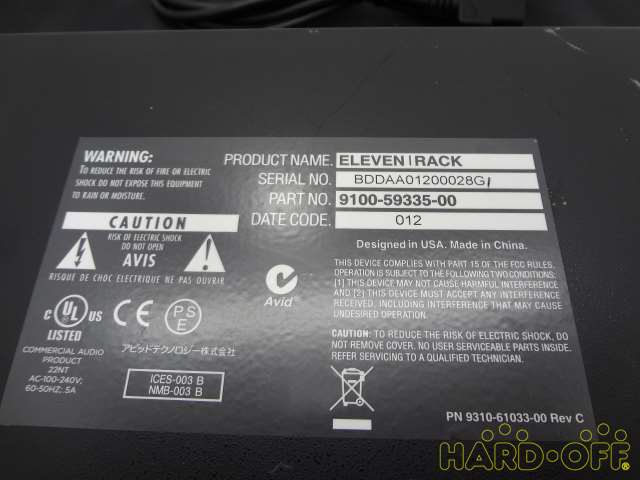 WARNING:
TO REDUCE THE RISK OF FIRE OR ELECTRIC
SHOCK DO NOT EXPOSE THIS EQUIPMENT
TO RAIN OR MOISTURE.
CAUTION
RISK OF ELECTRIC SHOCK
DO NOT OPEN
AVIS
RISQUE DE CHOC ELECTRIQUE NE PAS OUVRIR
C UL US
LISTED
COMMERCIAL AUDIO
PRODUCT
22NT
AC-100-240V;
60-50HZ; .5A
CE
PSE
アビッドテクノロジー株式会社
ICES-003 B
NMB-003 B
PRODUCT NAME. ELEVEN|RACK
SERIAL NO. BDDAA01200028G
PART NO. 9100-59335-00
DATE CODE. 012
Designed in USA. Made in China.
Avid
THIS DEVICE COMPLIES WITH PART 15 OF THE FCC RULES.
OPERATION IS SUBJECT TO THE FOLLOWING TWO CONDITIONS:
[1] THIS DEVICE MAY NOT CAUSE HARMFUL INTERFERENCE
AND [2] THIS DEVICE MUST ACCEPT ANY INTERFERENCE
RECEIVED, INCLUDING INTERFERENCE THAT MAY CAUSE
UNDESIRED OPERATION.
CAUTION: TO REDUCE THE RISK OF ELECTRIC SHOCK, DO
NOT REMOVE COVER. NO USER SERVICEABLE PARTS INSIDE.
REFER SERVICING TO A QUALIFIED TECHNICIAN.
PN 9310-61033-00 Rev C
HARD-OFF